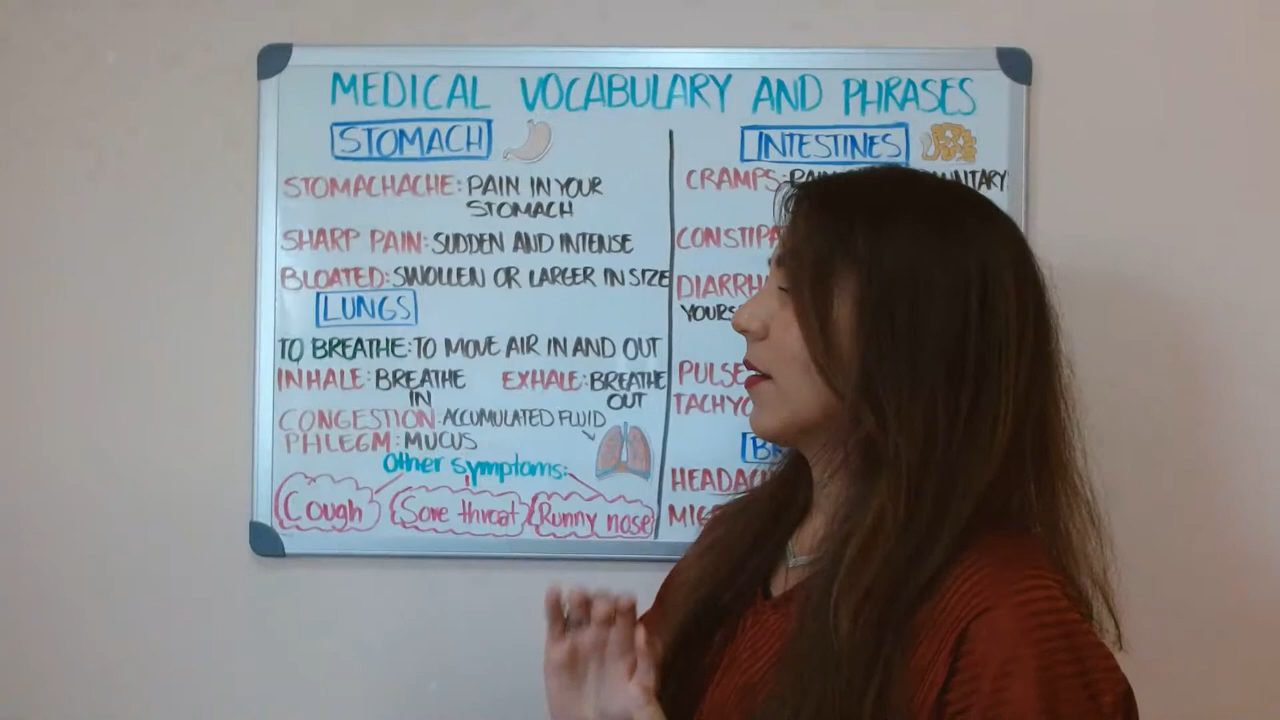 MEDICAL VOCABULARY AND PHRASES
STOMACH
STOMACHACHE: PAIN IN YOUR
STOMACH
SHARP PAIN: SUDDEN AND INTENSE
BLOATED: SWOLLEN OR LARGER IN SIZE
LUNGS
TO BREATHE: TO MOVE AIR IN AND OUT
INHALE: BREATHE
IN
EXHALE: BREATHE
OUT
CONGESTION: ACCUMULATED FLUID
PHLEGM: MUCUS
Other symptoms:
Cough
Sore throat
Runny nose
INTESTINES
CRAMPS:
PULSE